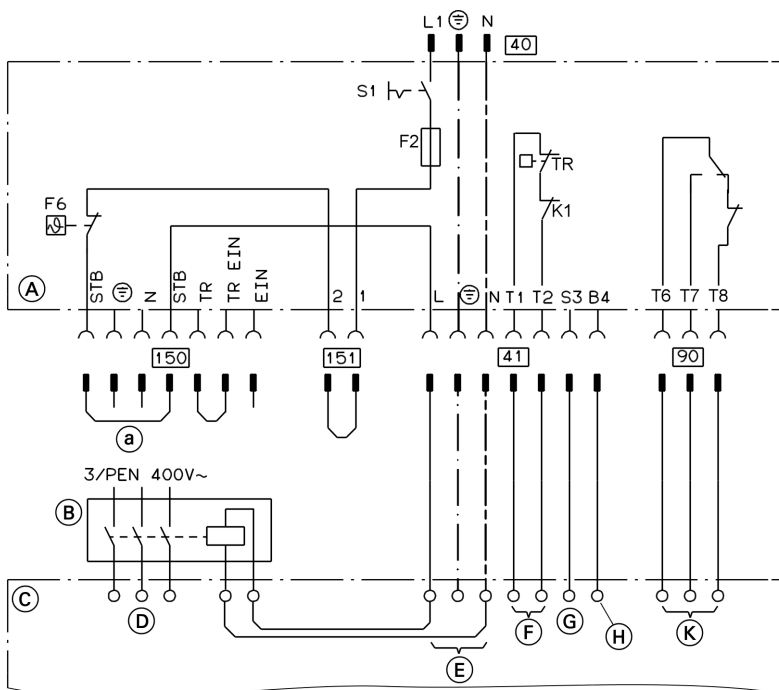 L1 ⏚ N 40
S1
F2
TR
F6
K1
A
STB ⏚ N STB TR TR EIN EIN 2 1 L ⏚ N T1 T2 S3 B4 T6 T7 T8
150 151 41 90
a
3/PEN 400V~
B
C
D F G H K
E